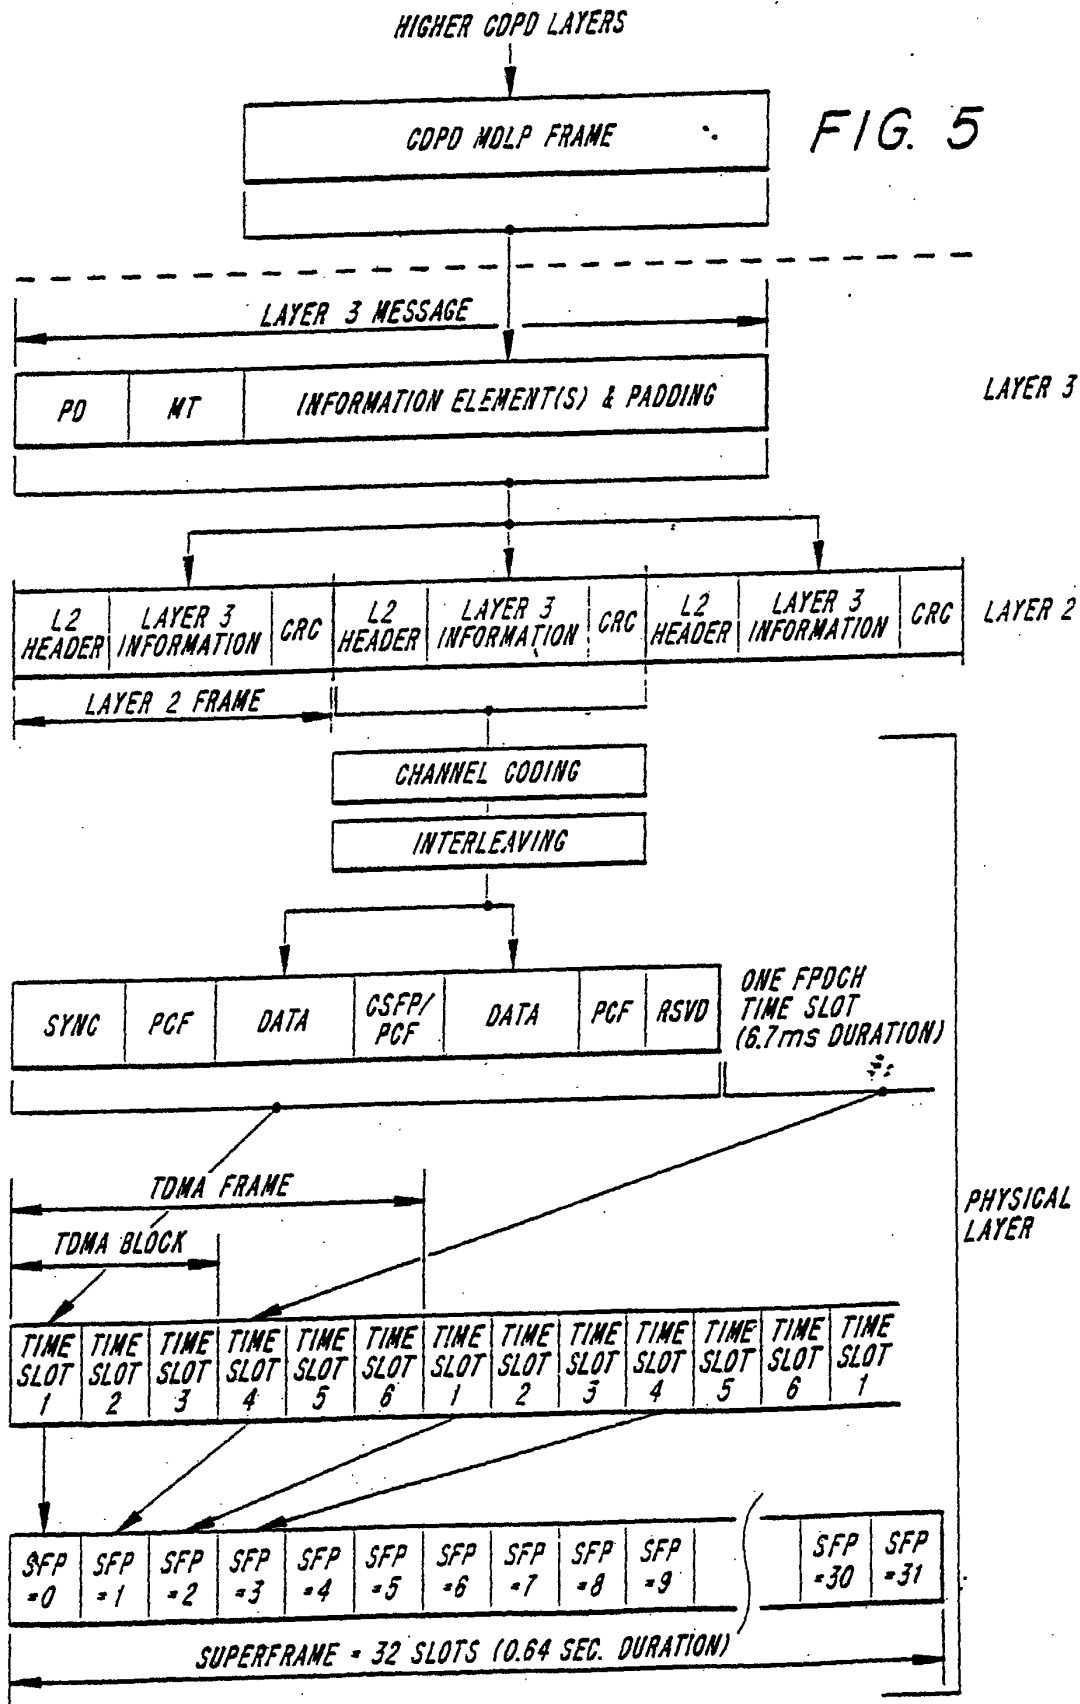 HIGHER CDPD LAYERS
CDPD MDLP FRAME
FIG. 5
LAYER 3 MESSAGE
PD
MT
INFORMATION ELEMENT(S) & PADDING
LAYER 3
L2
HEADER
LAYER 3
INFORMATION
CRC
L2
HEADER
LAYER 3
INFORMATION
CRC
L2
HEADER
LAYER 3
INFORMATION
CRC
LAYER 2
LAYER 2 FRAME
CHANNEL CODING
INTERLEAVING
SYNC
PCF
DATA
CSFP/
PCF
DATA
PCF
RSVD
ONE FPDCH
TIME SLOT
(6.7ms DURATION)
TDMA FRAME
TDMA BLOCK
PHYSICAL
LAYER
TIME
SLOT
1
TIME
SLOT
2
TIME
SLOT
3
TIME
SLOT
4
TIME
SLOT
5
TIME
SLOT
6
TIME
SLOT
1
TIME
SLOT
2
TIME
SLOT
3
TIME
SLOT
4
TIME
SLOT
5
TIME
SLOT
6
TIME
SLOT
1
SFP
=0
SFP
=1
SFP
=2
SFP
=3
SFP
=4
SFP
=5
SFP
=6
SFP
=7
SFP
=8
SFP
=9
SFP
=30
SFP
=31
SUPERFRAME = 32 SLOTS (0.64 SEC. DURATION)